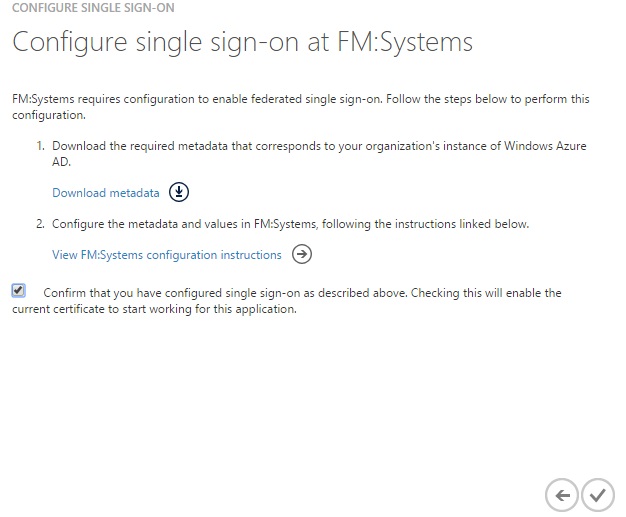 CONFIGURE SINGLE SIGN-ON
Configure single sign-on at FM:Systems
FM:Systems requires configuration to enable federated single sign-on. Follow the steps below to perform this
configuration.
1. Download the required metadata that corresponds to your organization's instance of Windows Azure
AD.
Download metadata
2. Configure the metadata and values in FM:Systems, following the instructions linked below.
View FM:Systems configuration instructions
Confirm that you have configured single sign-on as described above. Checking this will enable the
current certificate to start working for this application.